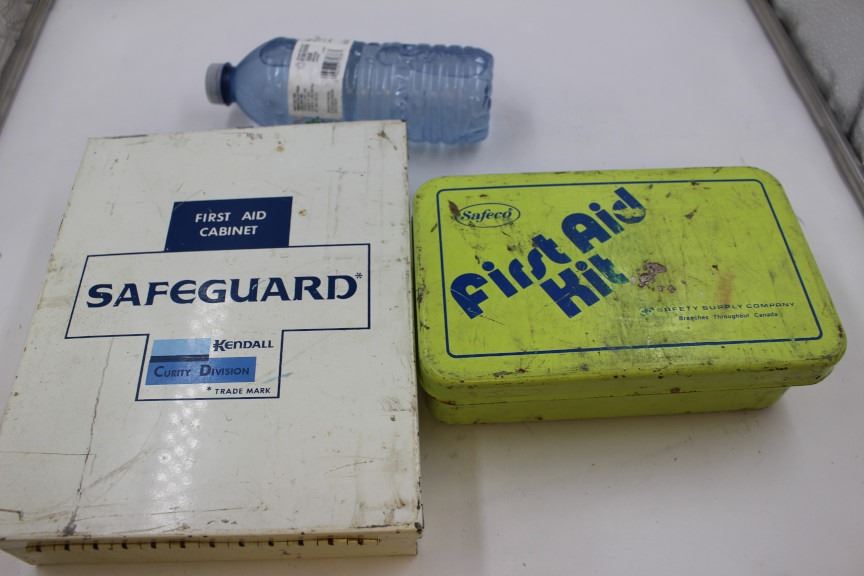 FIRST AID
CABINET
SAFEGUARD*
KENDALL
CURITY DIVISION
* TRADE MARK
Safeco
First Aid
Kit
SAFETY SUPPLY COMPANY
Branches Throughout Canada